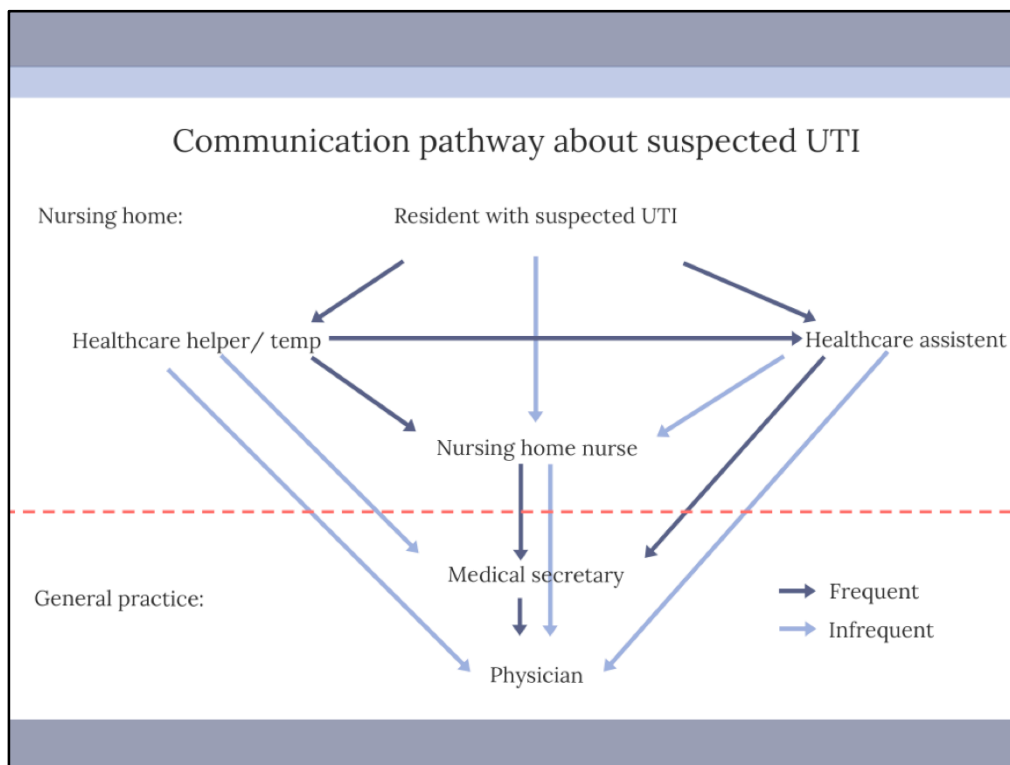 Communication pathway about suspected UTI
Nursing home:
Resident with suspected UTI
Healthcare helper/ temp
Healthcare assistent
Nursing home nurse
Medical secretary
General practice:
Frequent
Infrequent
Physician